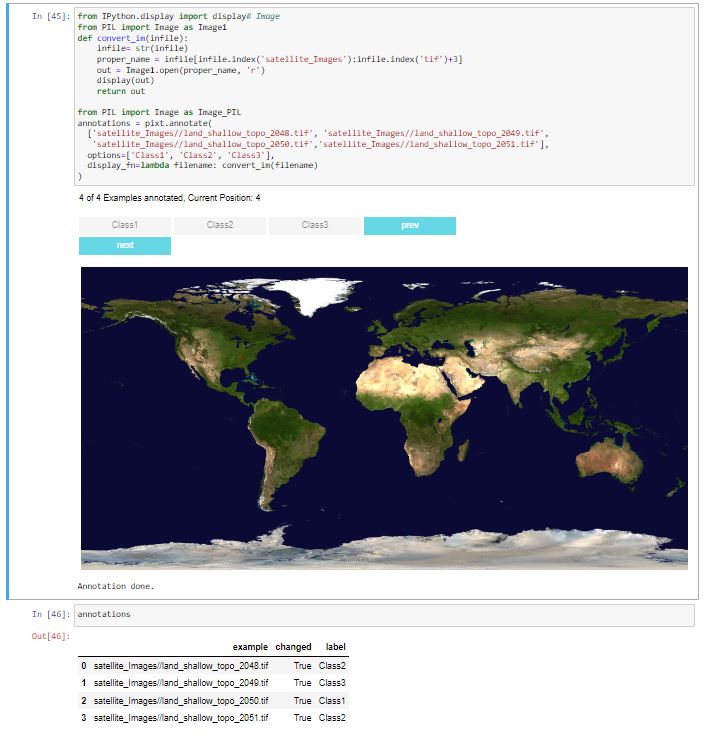 In [45]: from IPython.display import display# Image
from PIL import Image as Image1
def convert_im(infile):
    infile= str(infile)
    proper_name = infile[infile.index('satellite_Images'):infile.index('tif')+3]
    out = Image1.open(proper_name, 'r')
    display(out)
    return out
from PIL import Image as Image_PIL
annotations = pixt.annotate(
  ['satellite_Images//land_shallow_topo_2048.tif', 'satellite_Images//land_shallow_topo_2049.tif',
   'satellite_Images//land_shallow_topo_2050.tif','satellite_Images//land_shallow_topo_2051.tif'],
  options=['Class1', 'Class2', 'Class3'],
  display_fn=lambda filename: convert_im(filename)
)
4 of 4 Examples annotated, Current Position: 4
Class1 Class2 Class3 prev
next
Annotation done.
In [46]: annotations
Out[46]:
example changed label
0 satellite_Images//land_shallow_topo_2048.tif True Class2
1 satellite_Images//land_shallow_topo_2049.tif True Class3
2 satellite_Images//land_shallow_topo_2050.tif True Class1
3 satellite_Images//land_shallow_topo_2051.tif True Class2